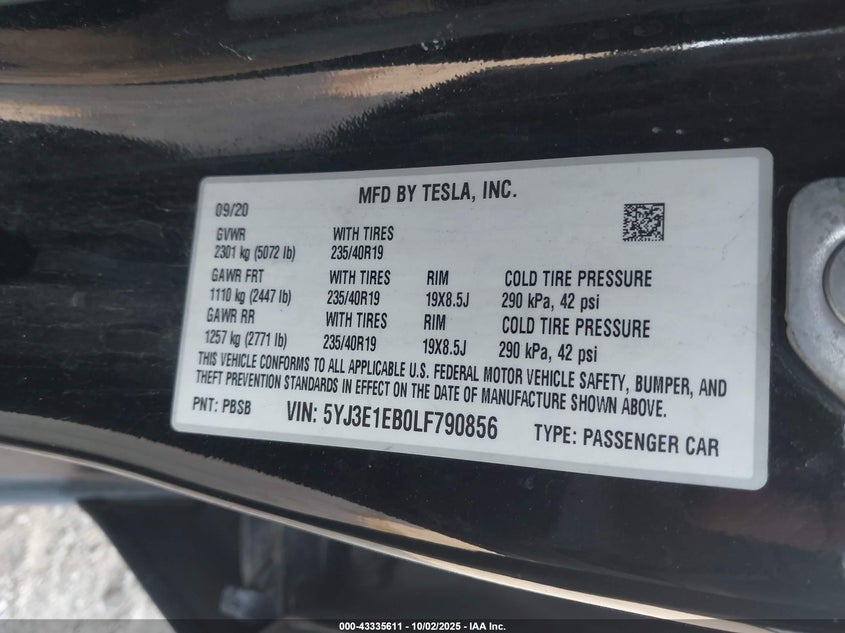 MFD BY TESLA, INC.
09/20
GVWR WITH TIRES
2301 kg (5072 lb) 235/40R19
GAWR FRT WITH TIRES RIM COLD TIRE PRESSURE
1110 kg (2447 lb) 235/40R19 19X8.5J 290 kPa, 42 psi
GAWR RR WITH TIRES RIM COLD TIRE PRESSURE
1257 kg (2771 lb) 235/40R19 19X8.5J 290 kPa, 42 psi
THIS VEHICLE CONFORMS TO ALL APPLICABLE U.S. FEDERAL MOTOR VEHICLE SAFETY, BUMPER, AND
THEFT PREVENTION STANDARDS IN EFFECT ON THE DATE OF MANUFACTURE SHOWN ABOVE.
PNT: PBSB VIN: 5YJ3E1EB0LF790856 TYPE: PASSENGER CAR
000-43335611 - 10/02/2025 - IAA Inc.